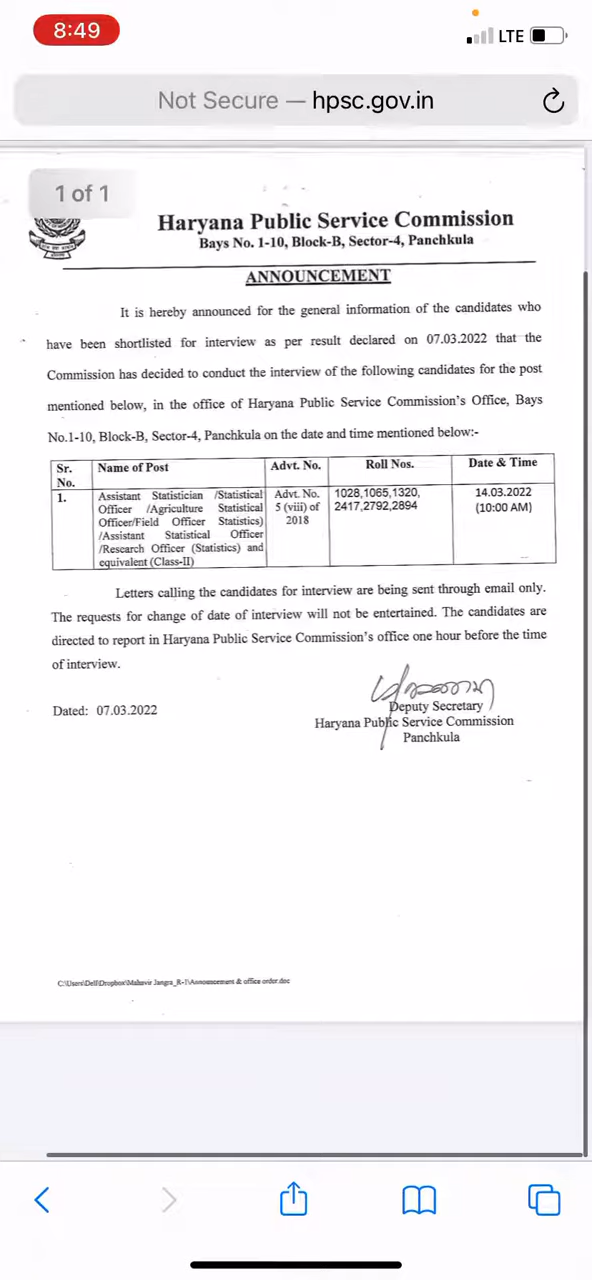 8:49
LTE
Not Secure — hpsc.gov.in
1 of 1
Haryana Public Service Commission
Bays No. 1-10, Block-B, Sector-4, Panchkula
ANNOUNCEMENT
It is hereby announced for the general information of the candidates who
have been shortlisted for interview as per result declared on 07.03.2022 that the
Commission has decided to conduct the interview of the following candidates for the post
mentioned below, in the office of Haryana Public Service Commission's Office, Bays
No.1-10, Block-B, Sector-4, Panchkula on the date and time mentioned below:-
Sr. No. Name of Post Advt. No. Roll Nos. Date & Time
1. Assistant Statistician /Statistical Advt. No. 1028,1065,1320, 14.03.2022
Officer /Agriculture Statistical 5 (viii) of 2417,2792,2894 (10:00 AM)
Officer/Field Officer Statistics) 2018
/Assistant Statistical Officer
/Research Officer (Statistics) and
equivalent (Class-II)
Letters calling the candidates for interview are being sent through email only.
The requests for change of date of interview will not be entertained. The candidates are
directed to report in Haryana Public Service Commission's office one hour before the time
of interview.
Dated: 07.03.2022
Deputy Secretary
Haryana Public Service Commission
Panchkula
C:\Users\Dell\Dropbox\Mahavir Jangra_R-1\Announcement & office order.doc